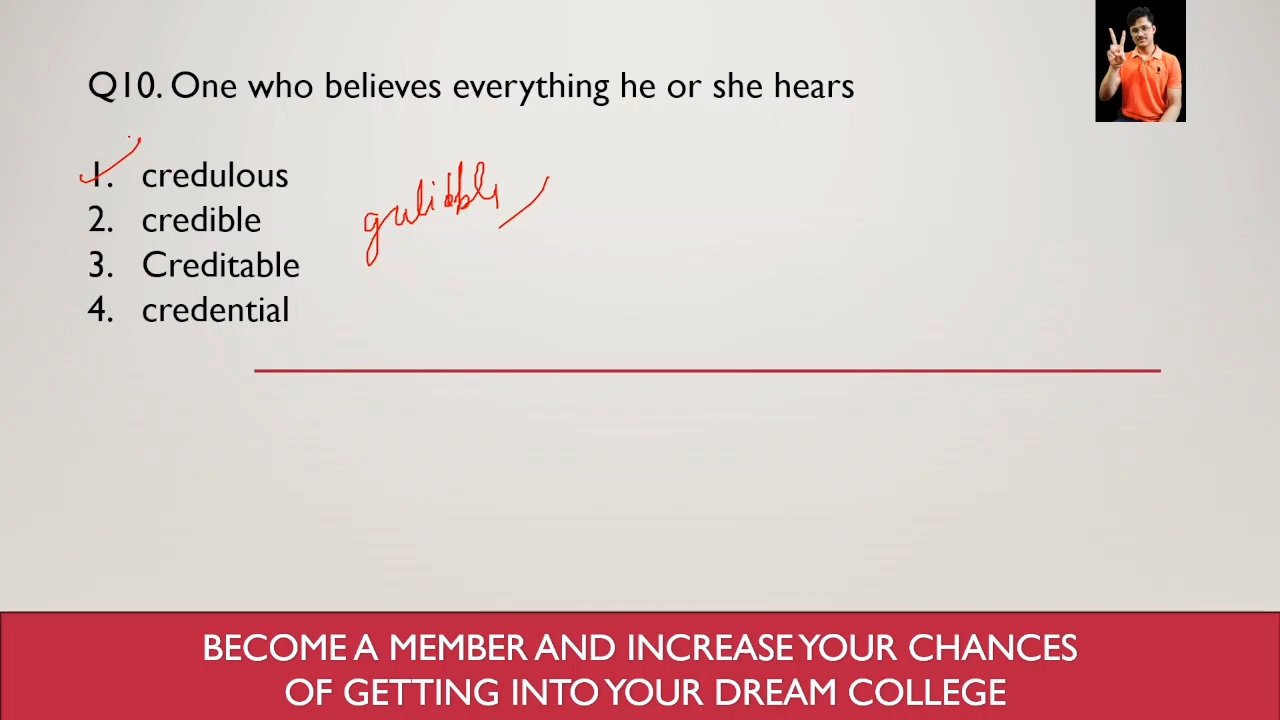 Q10. One who believes everything he or she hears
1. credulous
2. credible
3. Creditable
4. credential
BECOME A MEMBER AND INCREASE YOUR CHANCES
OF GETTING INTO YOUR DREAM COLLEGE